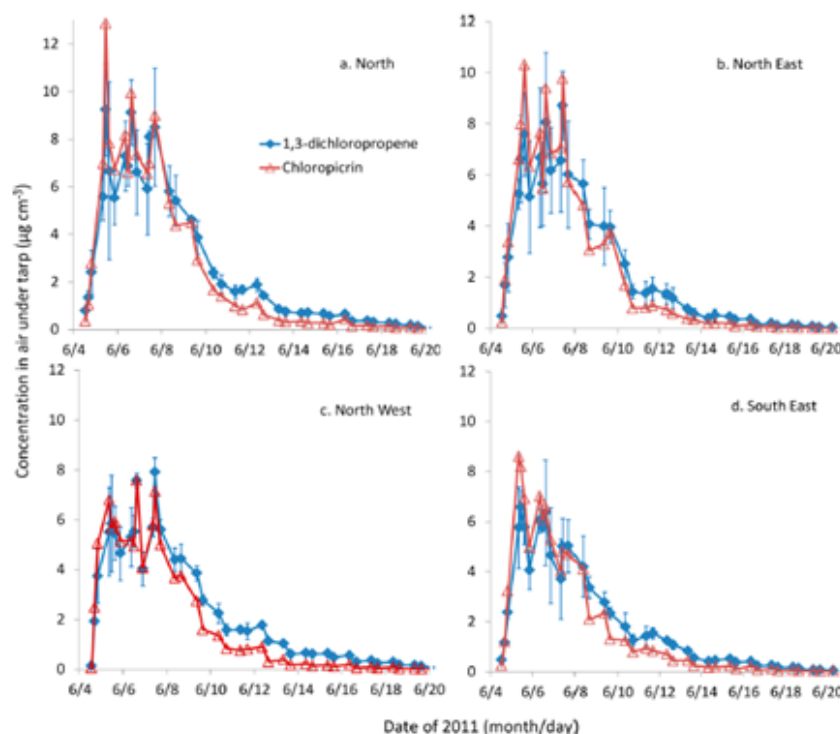 12
10
8
6
4
2
0
a. North
1,3-dichloropropene
Chloropicrin
6/4 6/6 6/8 6/10 6/12 6/14 6/16 6/18 6/20
12
10
8
6
4
2
0
b. North East
6/4 6/6 6/8 6/10 6/12 6/14 6/16 6/18 6/20
Concentration in air under tarp (µg cm⁻³)
12
10
8
6
4
2
0
c. North West
6/4 6/6 6/8 6/10 6/12 6/14 6/16 6/18 6/20
12
10
8
6
4
2
0
d. South East
6/4 6/6 6/8 6/10 6/12 6/14 6/16 6/18 6/20
Date of 2011 (month/day)